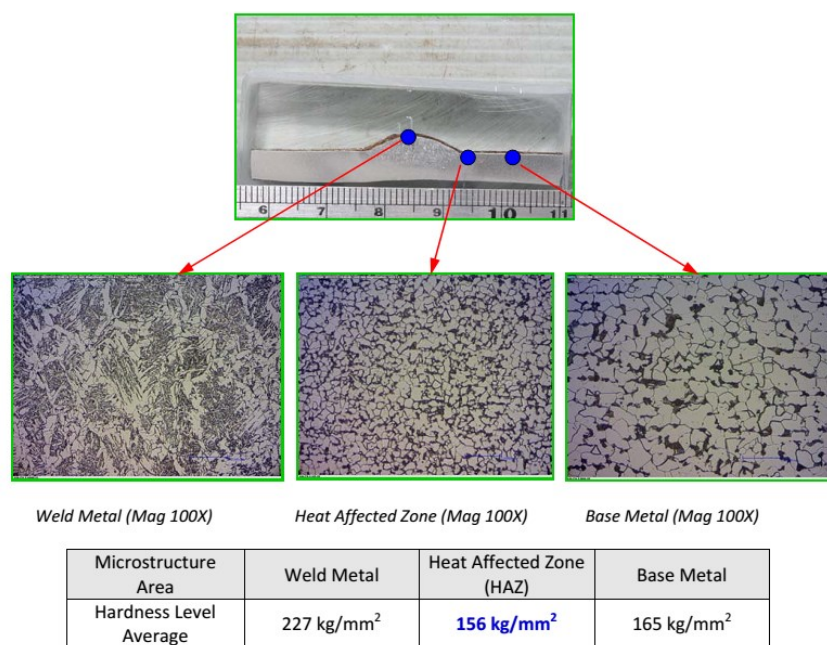 6 7 8 9 10 11
Weld Metal (Mag 100X) Heat Affected Zone (Mag 100X) Base Metal (Mag 100X)
Microstructure Area Weld Metal Heat Affected Zone (HAZ) Base Metal
Hardness Level Average 227 kg/mm² 156 kg/mm² 165 kg/mm²